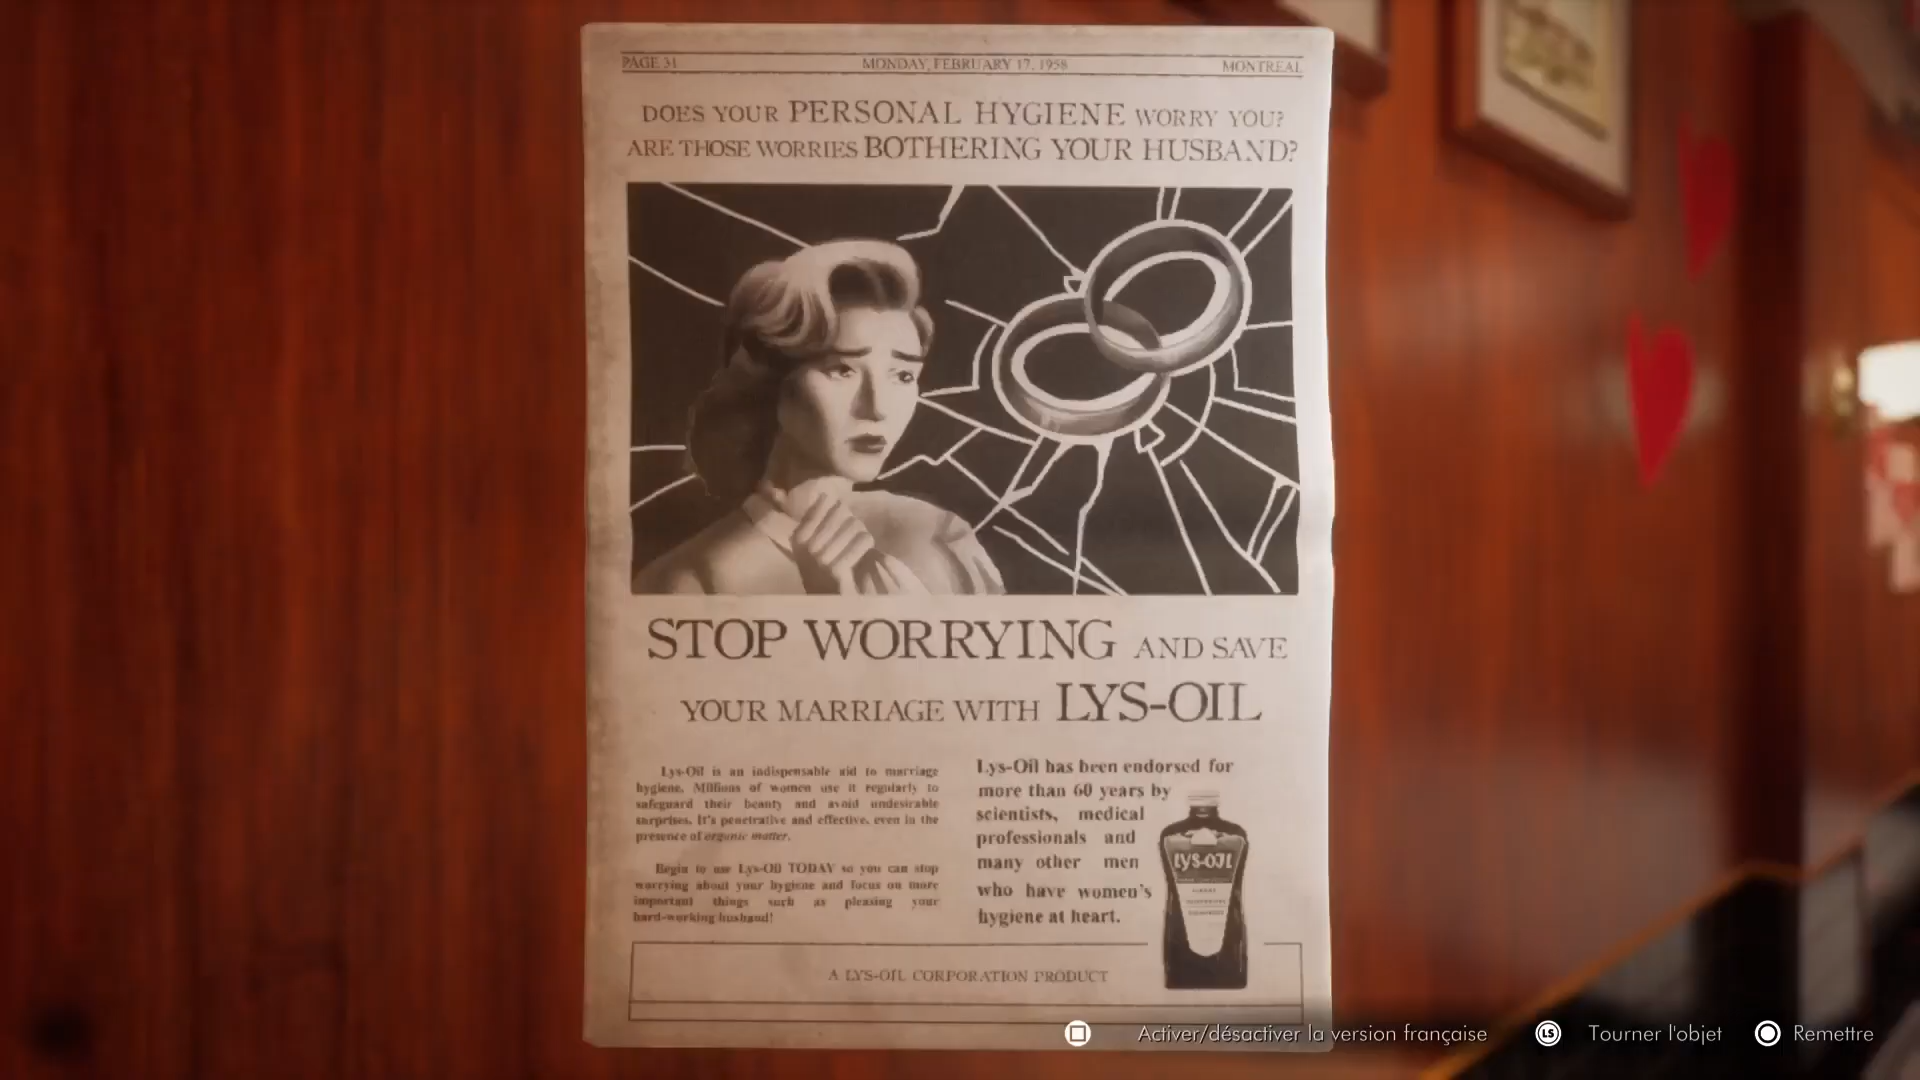 PAGE 31 MONDAY, FEBRUARY 17, 1958 MONTREAL
DOES YOUR PERSONAL HYGIENE WORRY YOU?
ARE THOSE WORRIES BOTHERING YOUR HUSBAND?
STOP WORRYING AND SAVE
YOUR MARRIAGE WITH LYS-OIL
Lys-Oil is an indispensable aid to marriage
hygiene. Millions of women use it regularly to
safeguard their beauty and avoid undesirable
surprises. It's penetrative and effective, even in the
presence of organic matter.
Begin to use Lys-Oil TODAY so you can stop
worrying about your hygiene and focus on more
important things such as pleasing your
hard-working husband!
Lys-Oil has been endorsed for
more than 60 years by
scientists, medical
professionals and
many other men
who have women's
hygiene at heart.
LYS-OIL
A LYS-OIL CORPORATION PRODUCT
Activer/désactiver la version française LS Tourner l'objet Remettre